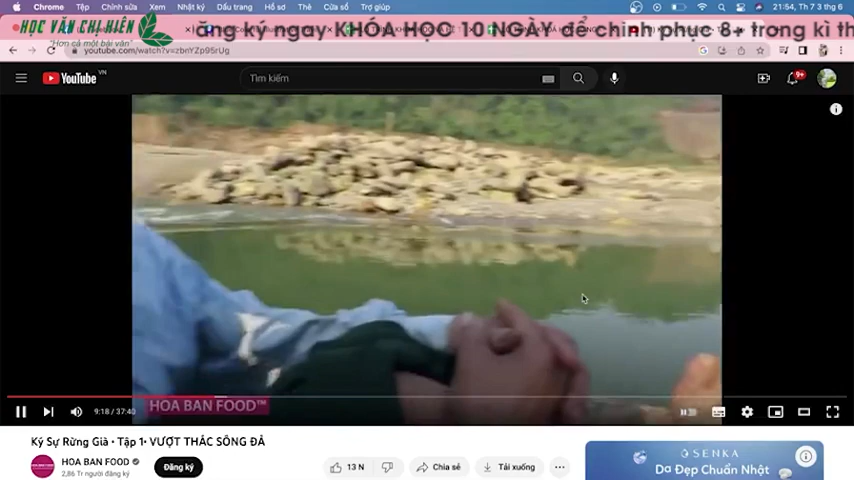 Chrome Tệp Chỉnh sửa Xem Nhật ký Dấu trang Hồ sơ Thẻ Cửa sổ Trợ giúp 21:54, Th 7 3 thg 6
HỌC VĂN CHỊ HIÊN
"Hơn cả một bài văn"
ăng ký ngay KHÓA HỌC 10 NGÀY để chinh phục 8+ trong kì th
youtube.com/watch?v=zbnYZp95rUg
YouTube VN
Tìm kiếm
9+
HOA BAN FOOD™
9:18 / 37:40
Ký Sự Rừng Già • Tập 1• VƯỢT THÁC SÔNG ĐÀ
HOA BAN FOOD
2,86 Tr người đăng ký
Đăng ký
13 N
Chia sẻ
Tải xuống
SENKA
Da Đẹp Chuẩn Nhật